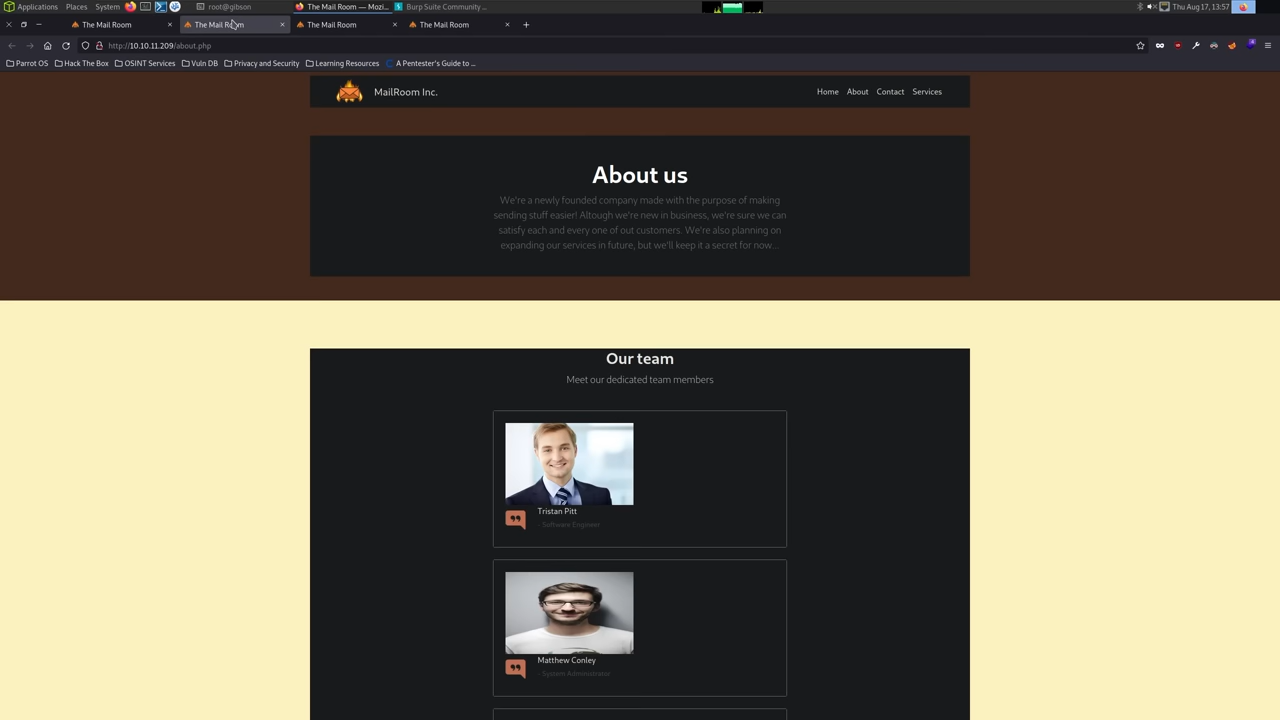 Applications Places System root@gibson The Mail Room — Mozi... Burp Suite Community ... Thu Aug 17, 13:57
The Mail Room The Mail Room The Mail Room The Mail Room
http://10.10.11.209/about.php
Parrot OS Hack The Box OSINT Services Vuln DB Privacy and Security Learning Resources A Pentester's Guide to ...
MailRoom Inc. Home About Contact Services
About us
We're a newly founded company made with the purpose of making
sending stuff easier! Altough we're new in business, we're sure we can
satisfy each and every one of out customers. We're also planning on
expanding our services in future, but we'll keep it a secret for now...
Our team
Meet our dedicated team members
Tristan Pitt
- Software Engineer
Matthew Conley
- System Administrator